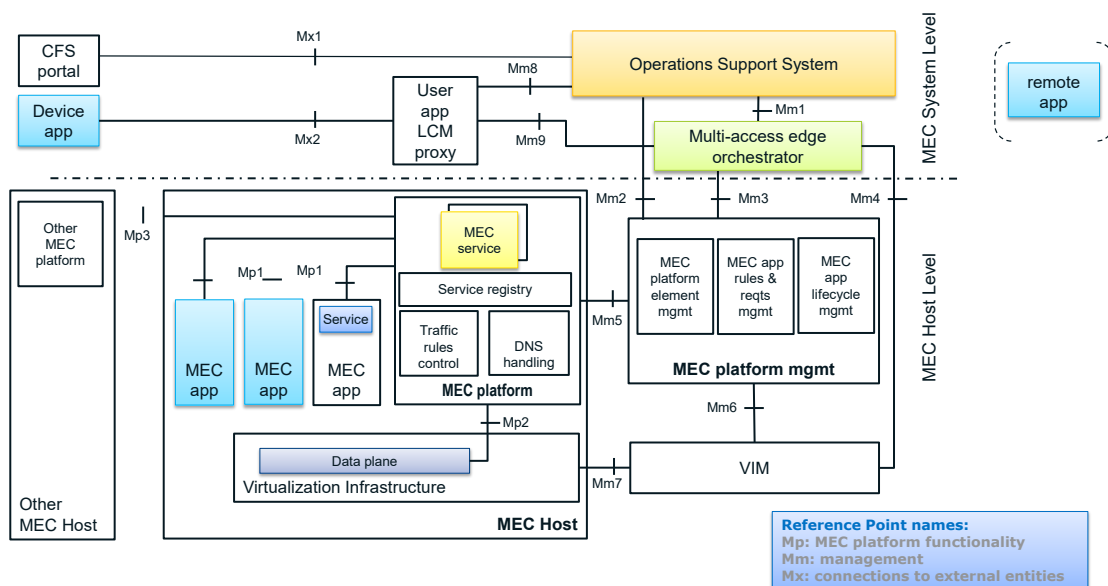 Mx1
CFS
portal
Operations Support System
Mm8
Device
app
User
app
LCM
proxy
Mx2
Mm9
Mm1
Multi-access edge
orchestrator
MEC System Level
remote
app
Mm2
Mm3
Mm4
Other
MEC
platform
Mp3
MEC
service
Mp1
Mp1
Service registry
Service
Traffic
rules
control
DNS
handling
MEC
app
MEC
app
MEC
app
MEC platform
Mm5
MEC
platform
element
mgmt
MEC app
rules &
reqts
mgmt
MEC
app
lifecycle
mgmt
MEC platform mgmt
MEC Host Level
Mp2
Mm6
Data plane
Virtualization Infrastructure
Mm7
VIM
Other
MEC Host
MEC Host
Reference Point names:
Mp: MEC platform functionality
Mm: management
Mx: connections to external entities